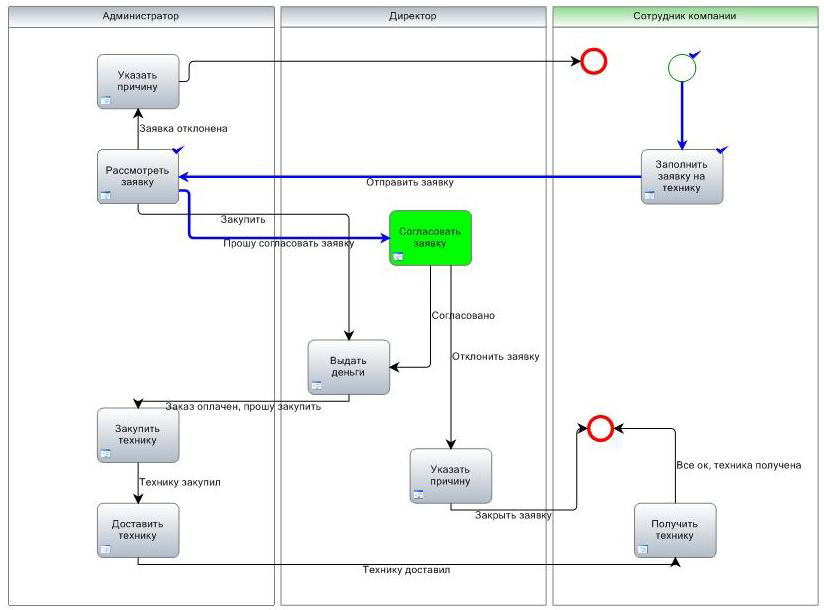 Администратор
Директор
Сотрудник компании
Указать
причину
Заявка отклонена
Рассмотреть
заявку
Заполнить
заявку на
технику
Отправить заявку
Закупить
Прошу согласовать заявку
Согласовать
заявку
Согласовано
Отклонить заявку
Выдать
деньги
Заказ оплачен, прошу закупить
Закупить
технику
Указать
причину
Все ок, техника получена
Технику закупил
Закрыть заявку
Доставить
технику
Получить
технику
Технику доставил